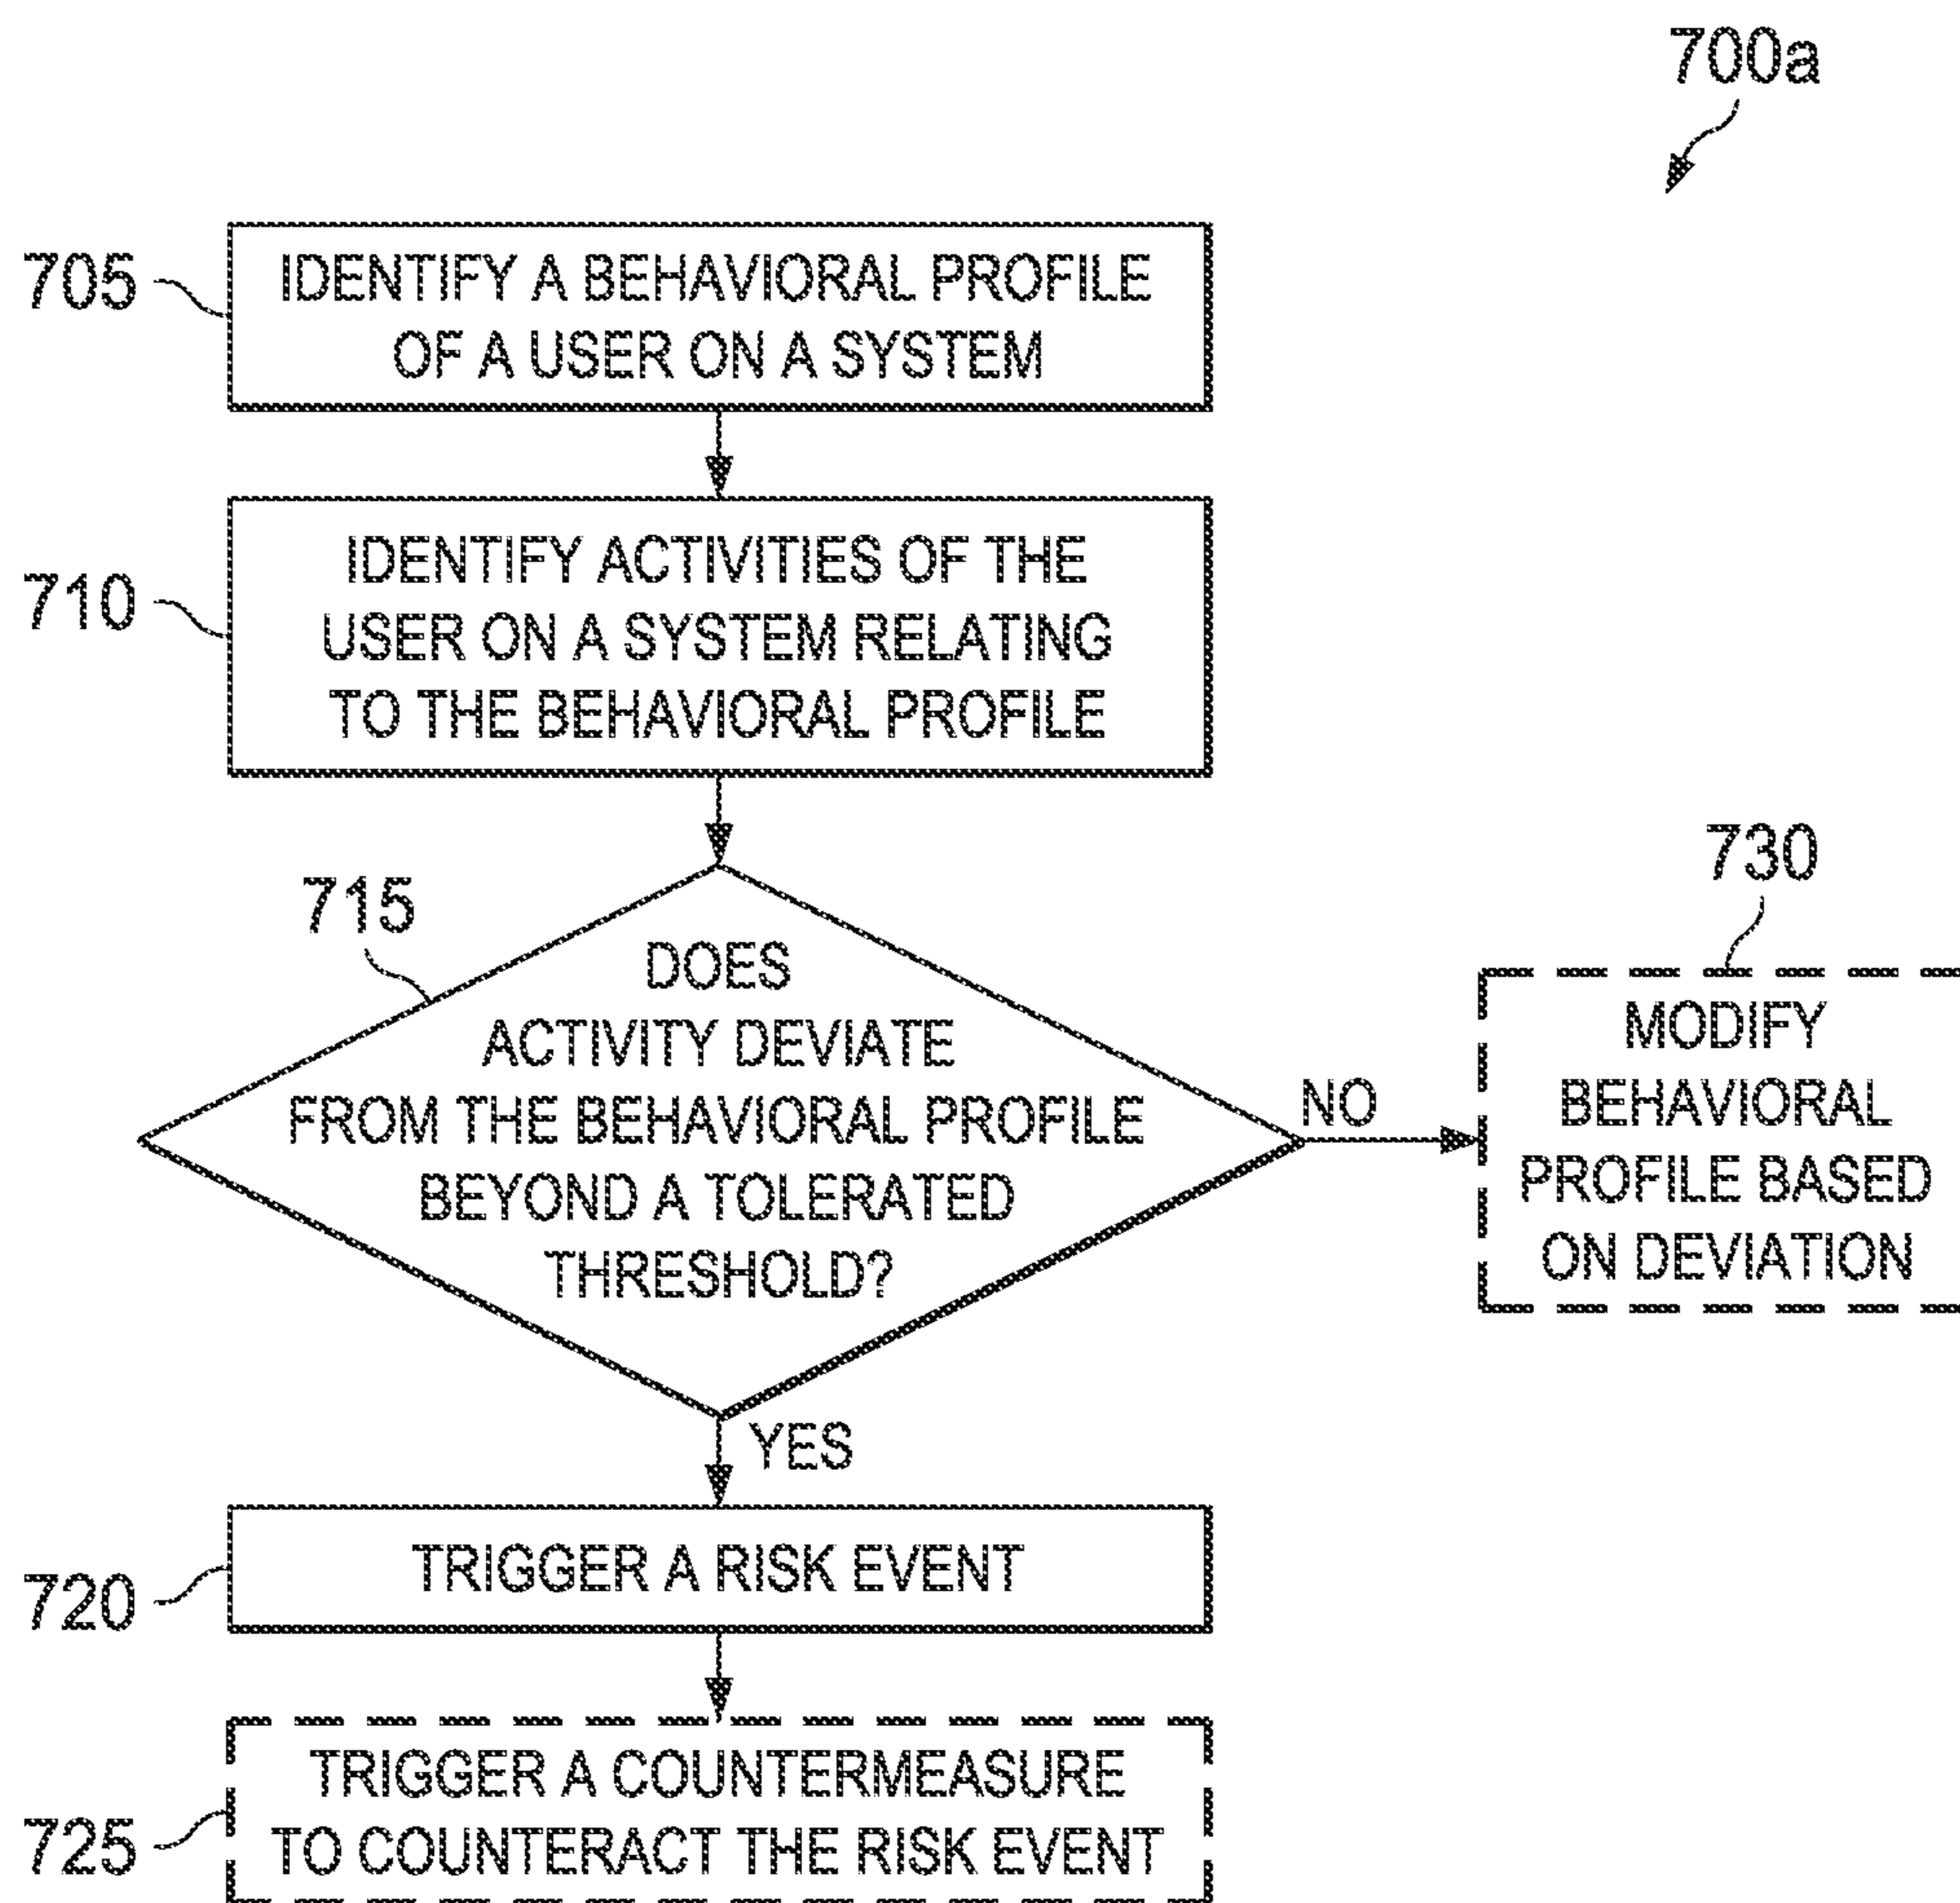 700a
705
IDENTIFY A BEHAVIORAL PROFILE
OF A USER ON A SYSTEM
710
IDENTIFY ACTIVITIES OF THE
USER ON A SYSTEM RELATING
TO THE BEHAVIORAL PROFILE
715
DOES
ACTIVITY DEVIATE
FROM THE BEHAVIORAL PROFILE
BEYOND A TOLERATED
THRESHOLD?
NO
730
MODIFY
BEHAVIORAL
PROFILE BASED
ON DEVIATION
YES
720
TRIGGER A RISK EVENT
725
TRIGGER A COUNTERMEASURE
TO COUNTERACT THE RISK EVENT